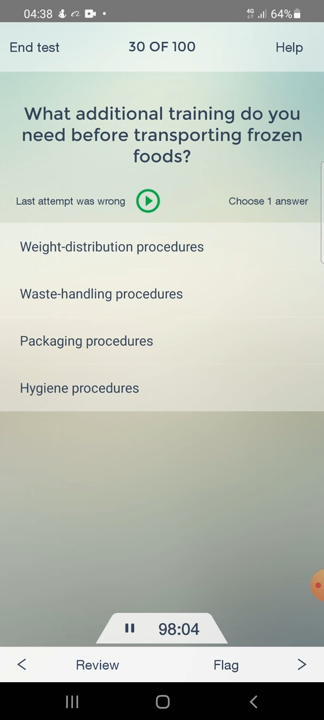 04:38
4G 64%
End test
30 OF 100
Help
What additional training do you
need before transporting frozen
foods?
Last attempt was wrong
Choose 1 answer
Weight-distribution procedures
Waste-handling procedures
Packaging procedures
Hygiene procedures
98:04
< Review Flag >